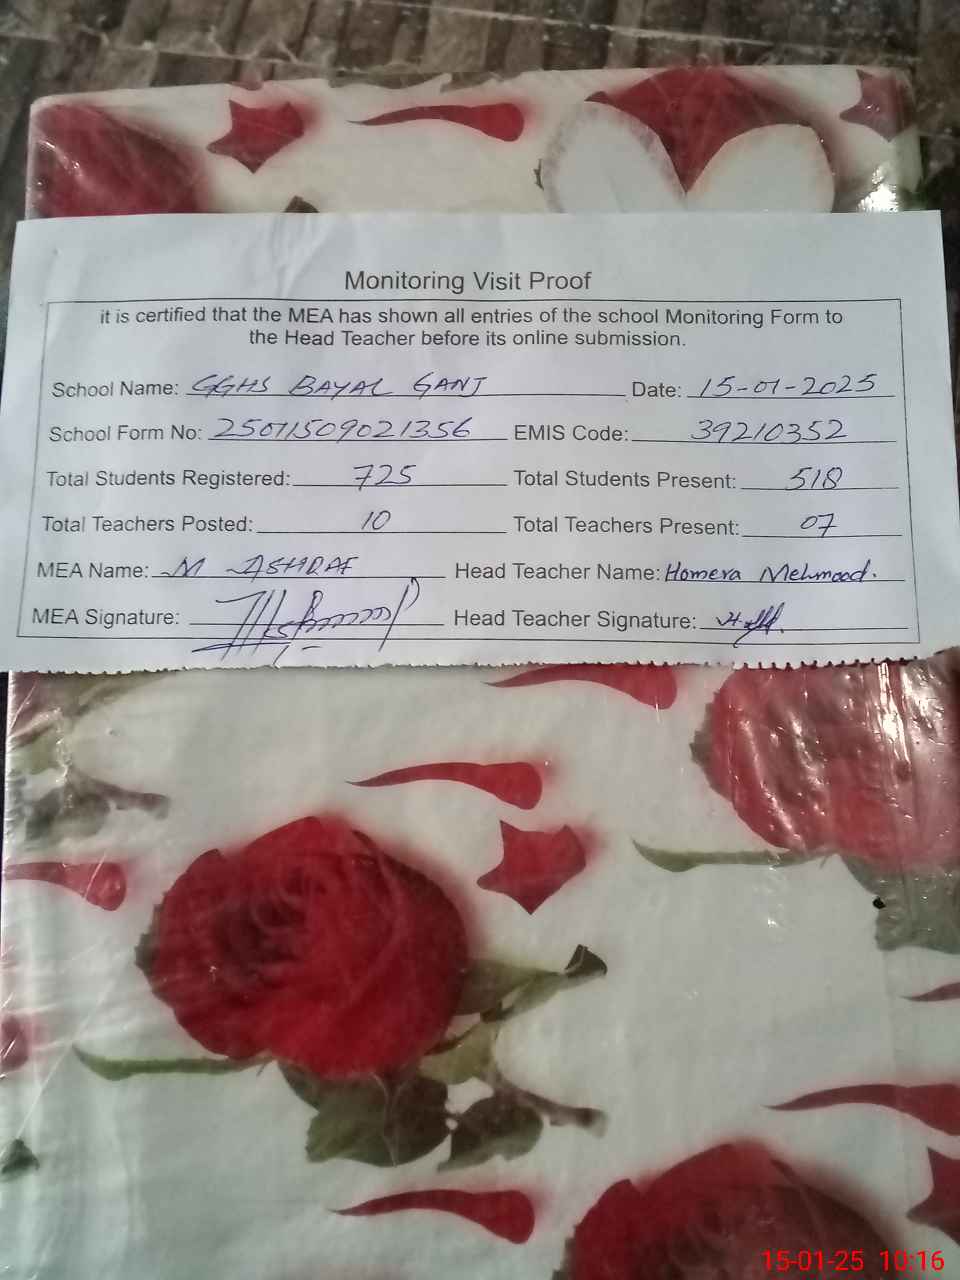 Monitoring Visit Proof
it is certified that the MEA has shown all entries of the school Monitoring Form to
the Head Teacher before its online submission.
School Name: GGHS BAYAL GANJ Date: 15-01-2025
School Form No: 25011509021356 EMIS Code: 39210352
Total Students Registered: 725 Total Students Present: 518
Total Teachers Posted: 10 Total Teachers Present: 07
MEA Name: M ASHRAF Head Teacher Name: Homera Mehmood.
MEA Signature: Head Teacher Signature:
15-01-25 10:16